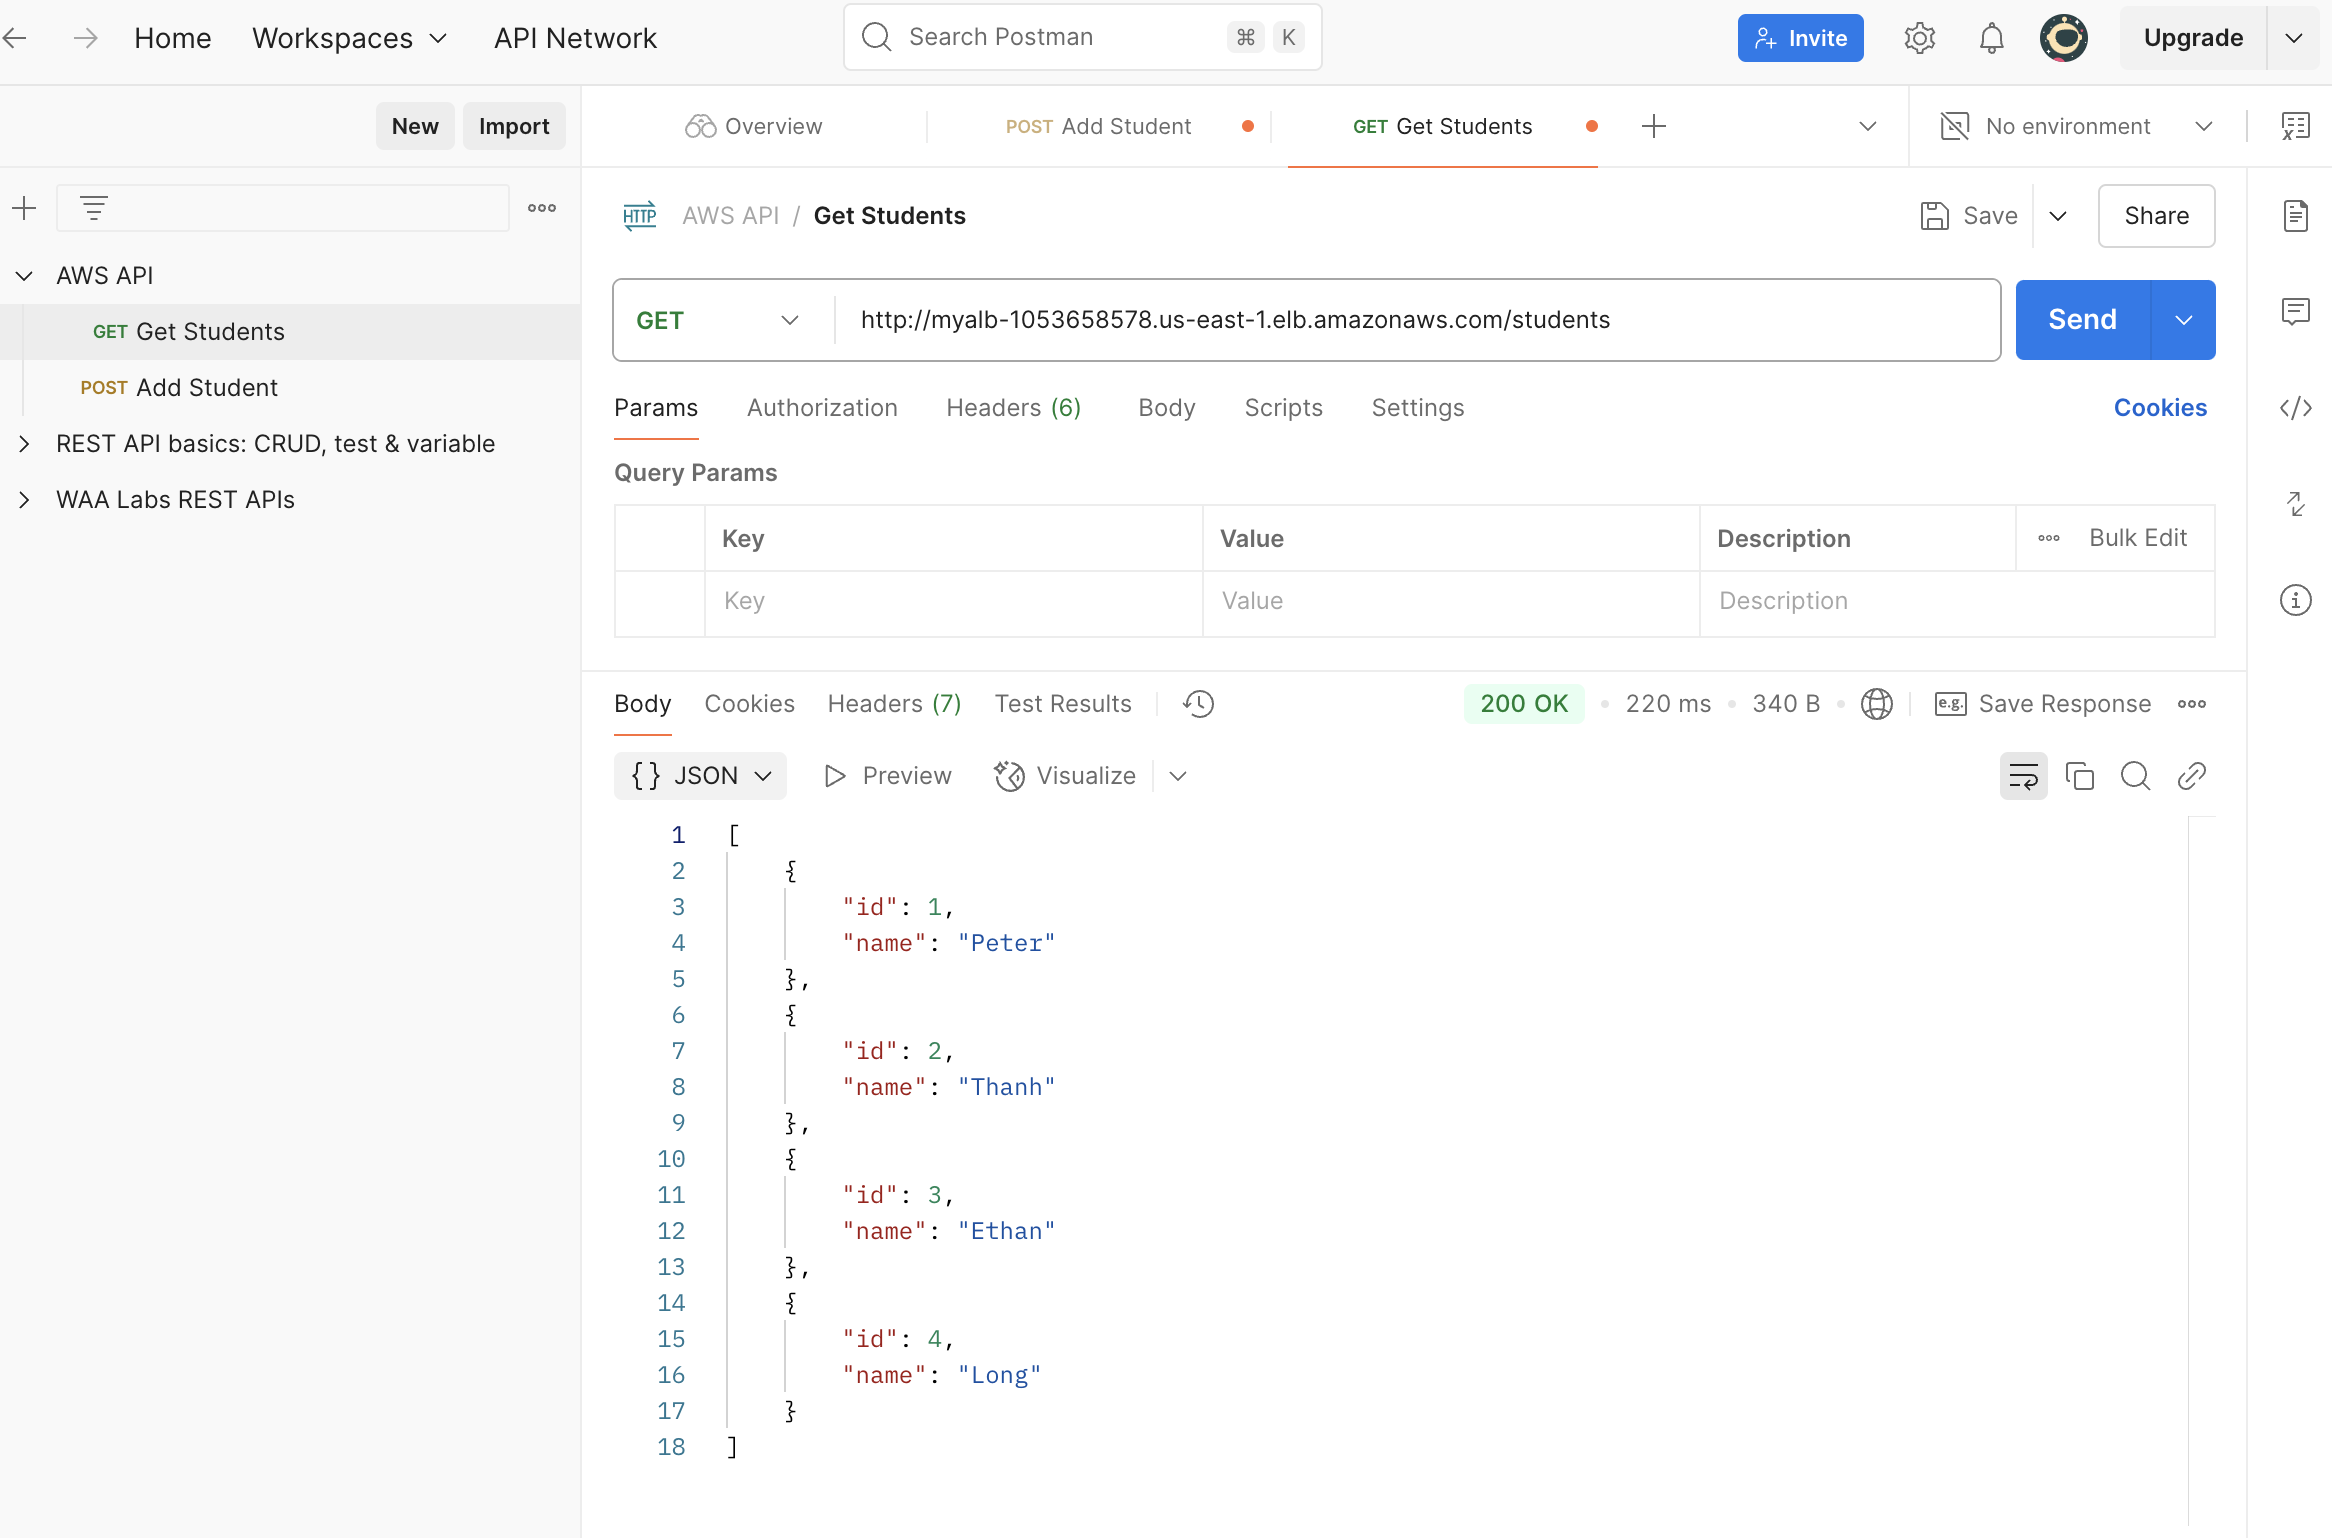 Home Workspaces API Network Search Postman ⌘ K Invite Upgrade
New Import Overview POST Add Student GET Get Students No environment
HTTP AWS API / Get Students Save Share
AWS API
GET Get Students
POST Add Student
REST API basics: CRUD, test & variable
WAA Labs REST APIs
GET http://myalb-1053658578.us-east-1.elb.amazonaws.com/students Send
Params Authorization Headers (6) Body Scripts Settings Cookies
Query Params
Key Value Description Bulk Edit
Key Value Description
Body Cookies Headers (7) Test Results 200 OK 220 ms 340 B e.g. Save Response
{} JSON Preview Visualize
1 [
2 {
3 "id": 1,
4 "name": "Peter"
5 },
6 {
7 "id": 2,
8 "name": "Thanh"
9 },
10 {
11 "id": 3,
12 "name": "Ethan"
13 },
14 {
15 "id": 4,
16 "name": "Long"
17 }
18 ]